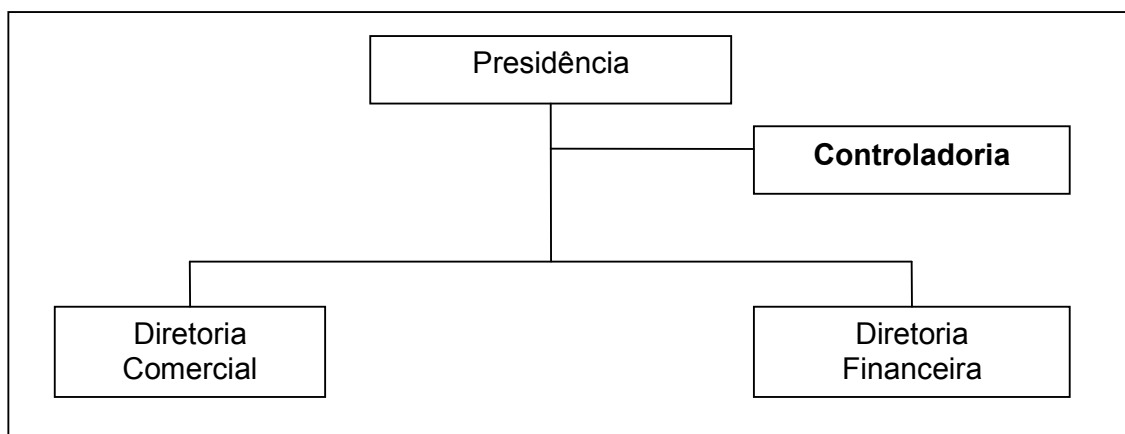 Presidência
Controladoria
Diretoria
Comercial
Diretoria
Financeira